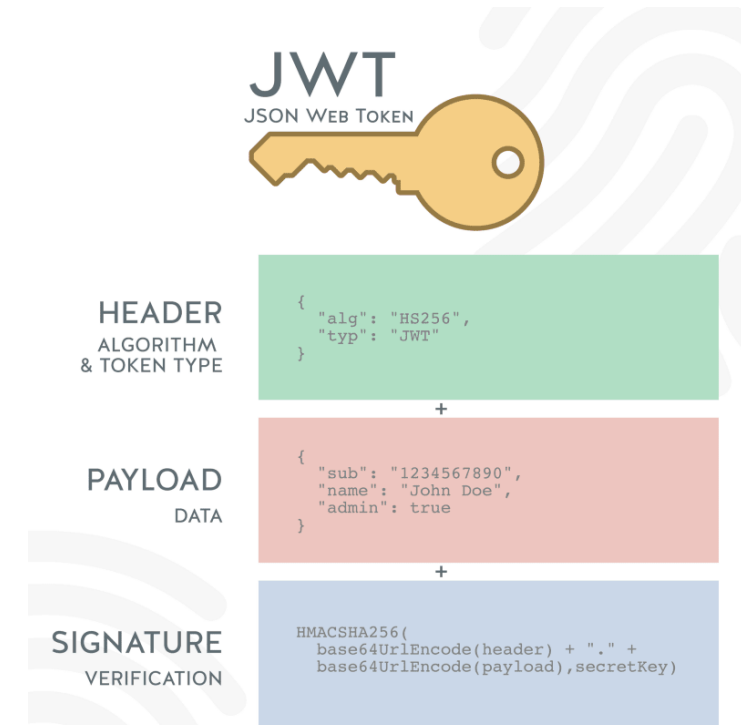 JWT
JSON WEB TOKEN
HEADER
ALGORITHM
& TOKEN TYPE
{
  "alg": "HS256",
  "typ": "JWT"
}
+
PAYLOAD
DATA
{
  "sub": "1234567890",
  "name": "John Doe",
  "admin": true
}
+
SIGNATURE
VERIFICATION
HMACSHA256(
  base64UrlEncode(header) + "." +
  base64UrlEncode(payload),secretKey)